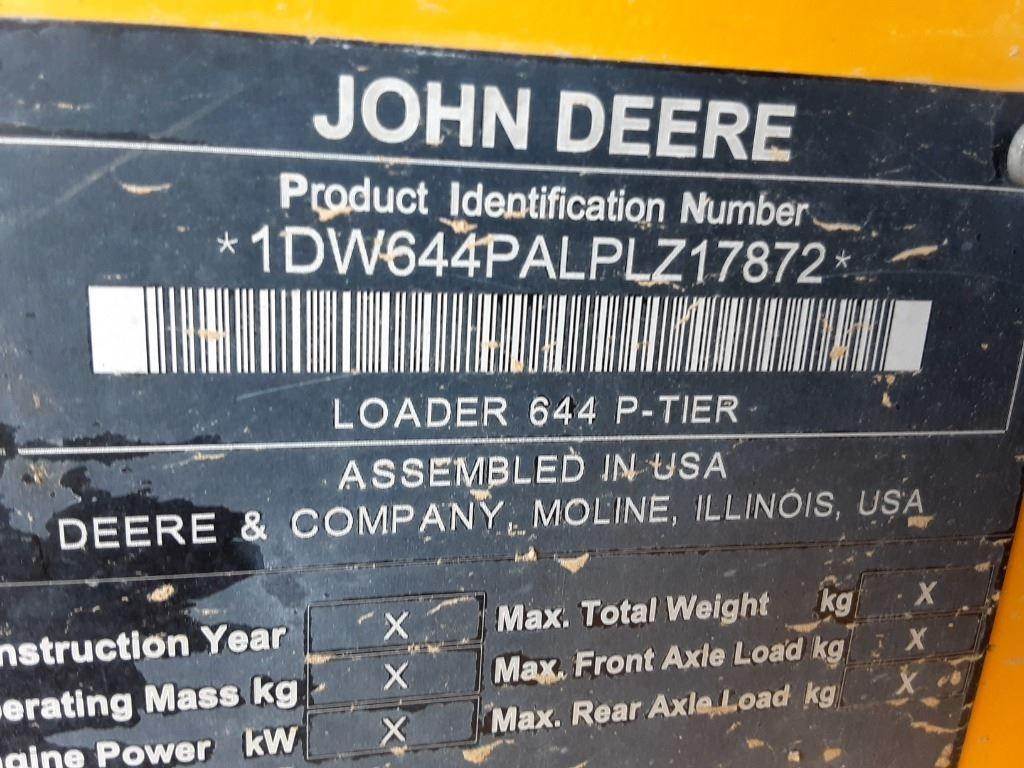 JOHN DEERE
Product Identification Number
*1DW644PALPLZ17872*
LOADER 644 P-TIER
ASSEMBLED IN USA
DEERE & COMPANY, MOLINE, ILLINOIS, USA
nstruction Year X Max. Total Weight kg X
erating Mass kg X Max. Front Axle Load kg X
gine Power kW X Max. Rear Axle Load kg X